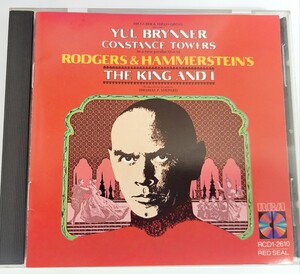 YUL BRYNNER
CONSTANCE TOWERS
RODGERS & HAMMERSTEIN'S
THE KING AND I
RCA
RCD1-2610
RED SEAL